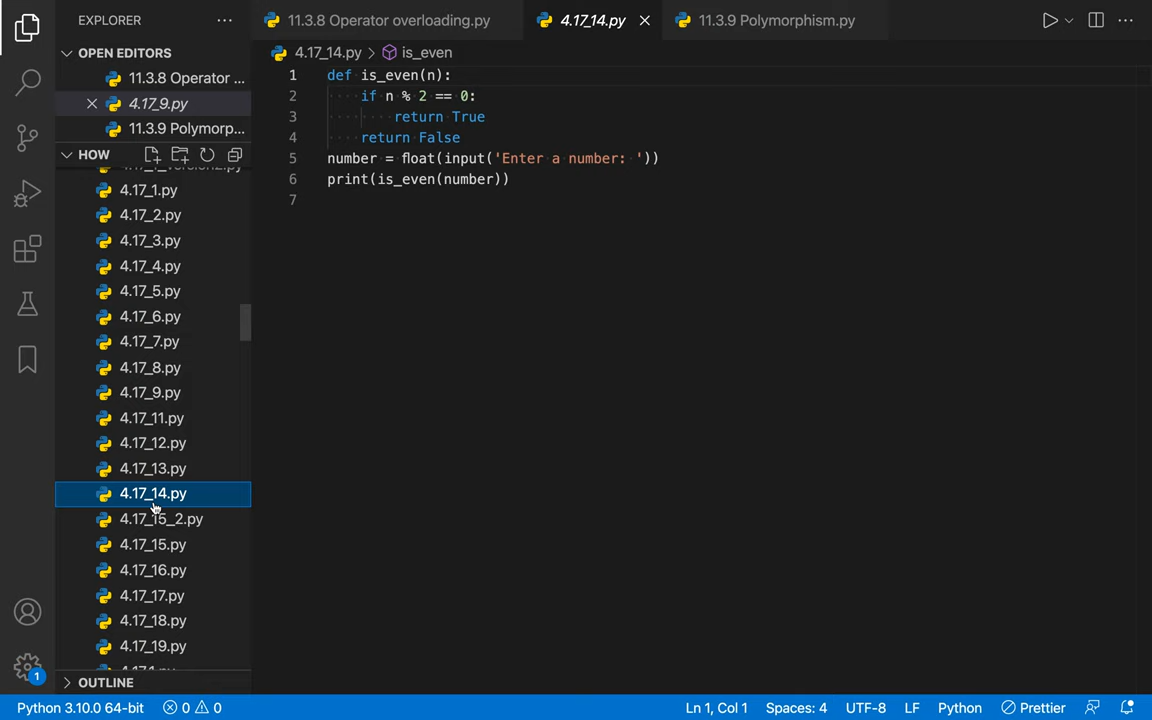 EXPLORER ...
11.3.8 Operator overloading.py
4.17_14.py
11.3.9 Polymorphism.py
OPEN EDITORS
4.17_14.py > is_even
11.3.8 Operator ...
4.17_9.py
11.3.9 Polymorp...
HOW
4.17_1.py
4.17_2.py
4.17_3.py
4.17_4.py
4.17_5.py
4.17_6.py
4.17_7.py
4.17_8.py
4.17_9.py
4.17_11.py
4.17_12.py
4.17_13.py
4.17_14.py
4.17_15_2.py
4.17_15.py
4.17_16.py
4.17_17.py
4.17_18.py
4.17_19.py
OUTLINE
1 def is_even(n):
2 if n % 2 == 0:
3 return True
4 return False
5 number = float(input('Enter a number: '))
6 print(is_even(number))
7
1
Python 3.10.0 64-bit 0 0 Ln 1, Col 1 Spaces: 4 UTF-8 LF Python Prettier